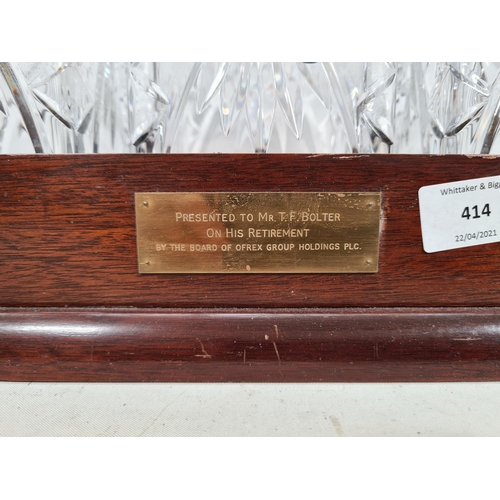 PRESENTED TO MR. T. F. BOLTER
ON HIS RETIREMENT
BY THE BOARD OF OFREX GROUP HOLDINGS PLC.
Whittaker & Big
414
22/04/2021